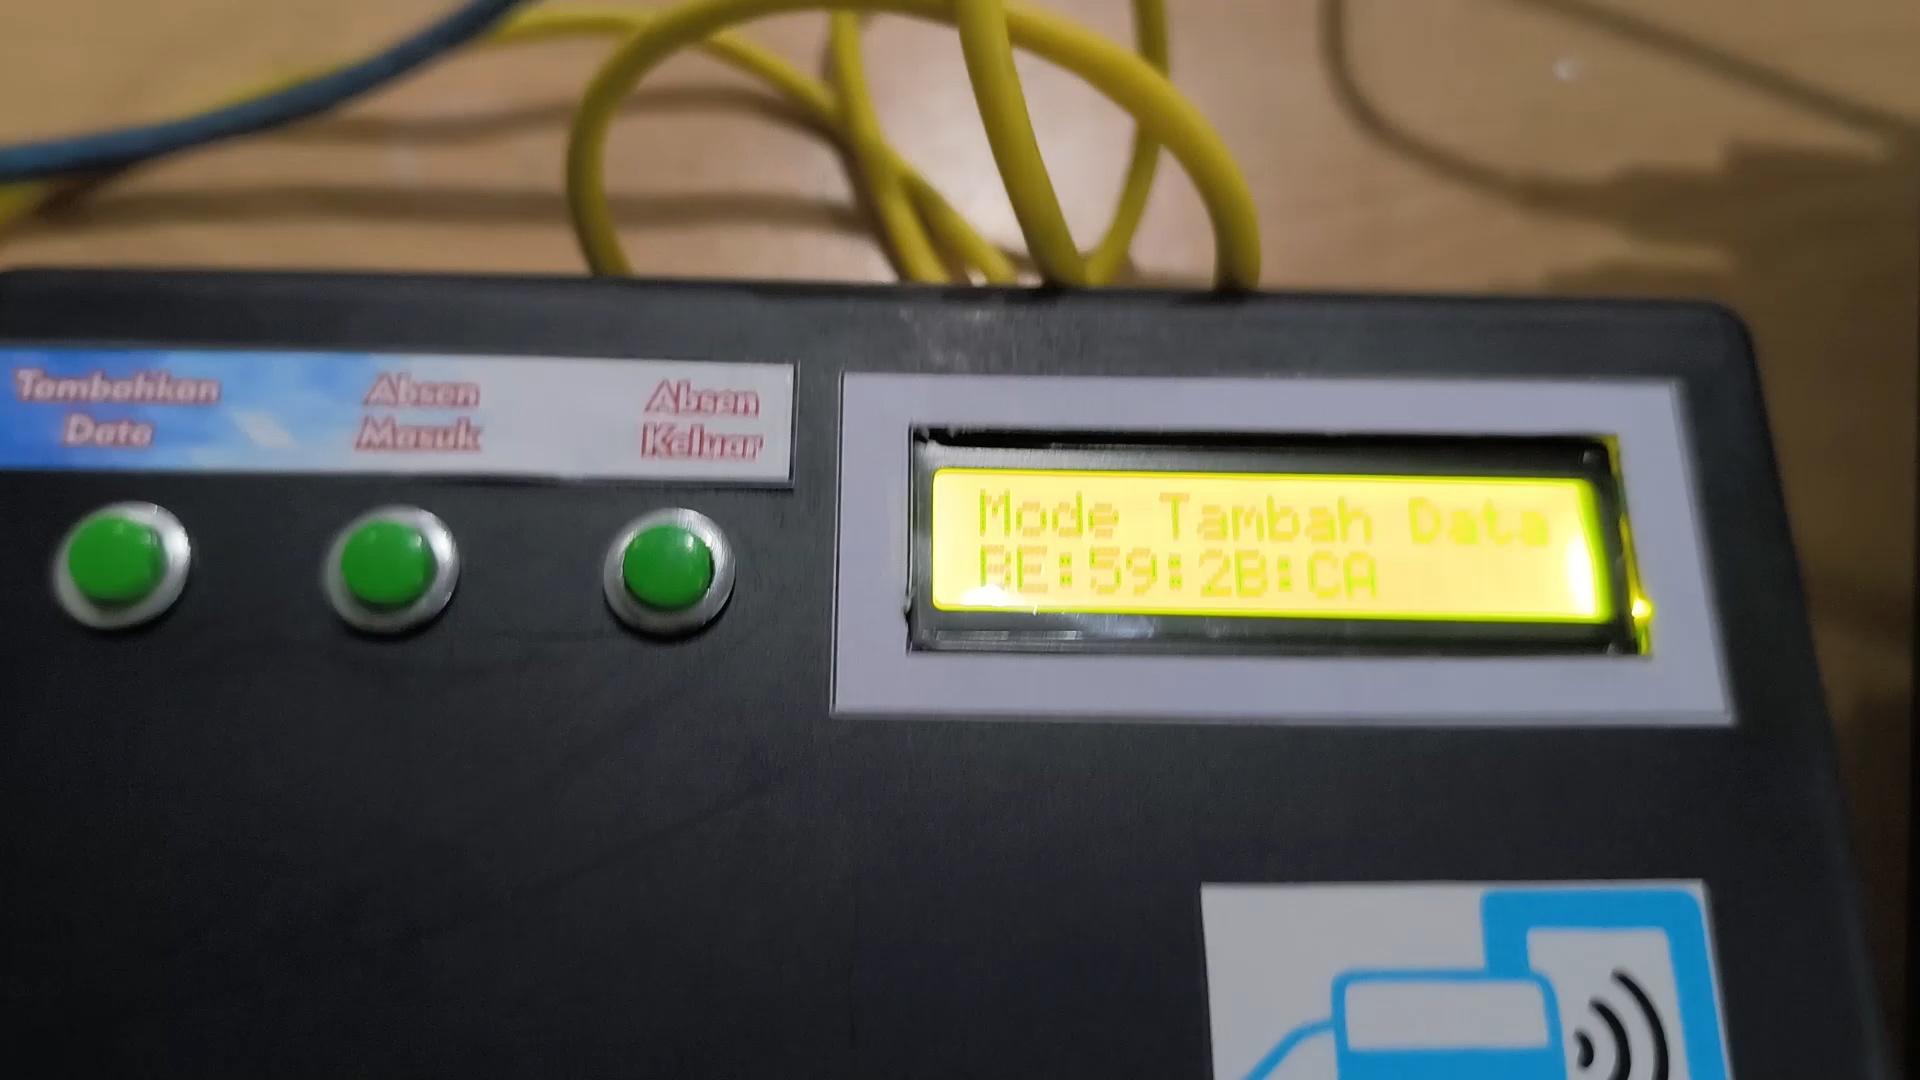 Tambahkan
Data
Absen
Masuk
Absen
Keluar
Mode Tambah Data
BE:59:2B:CA